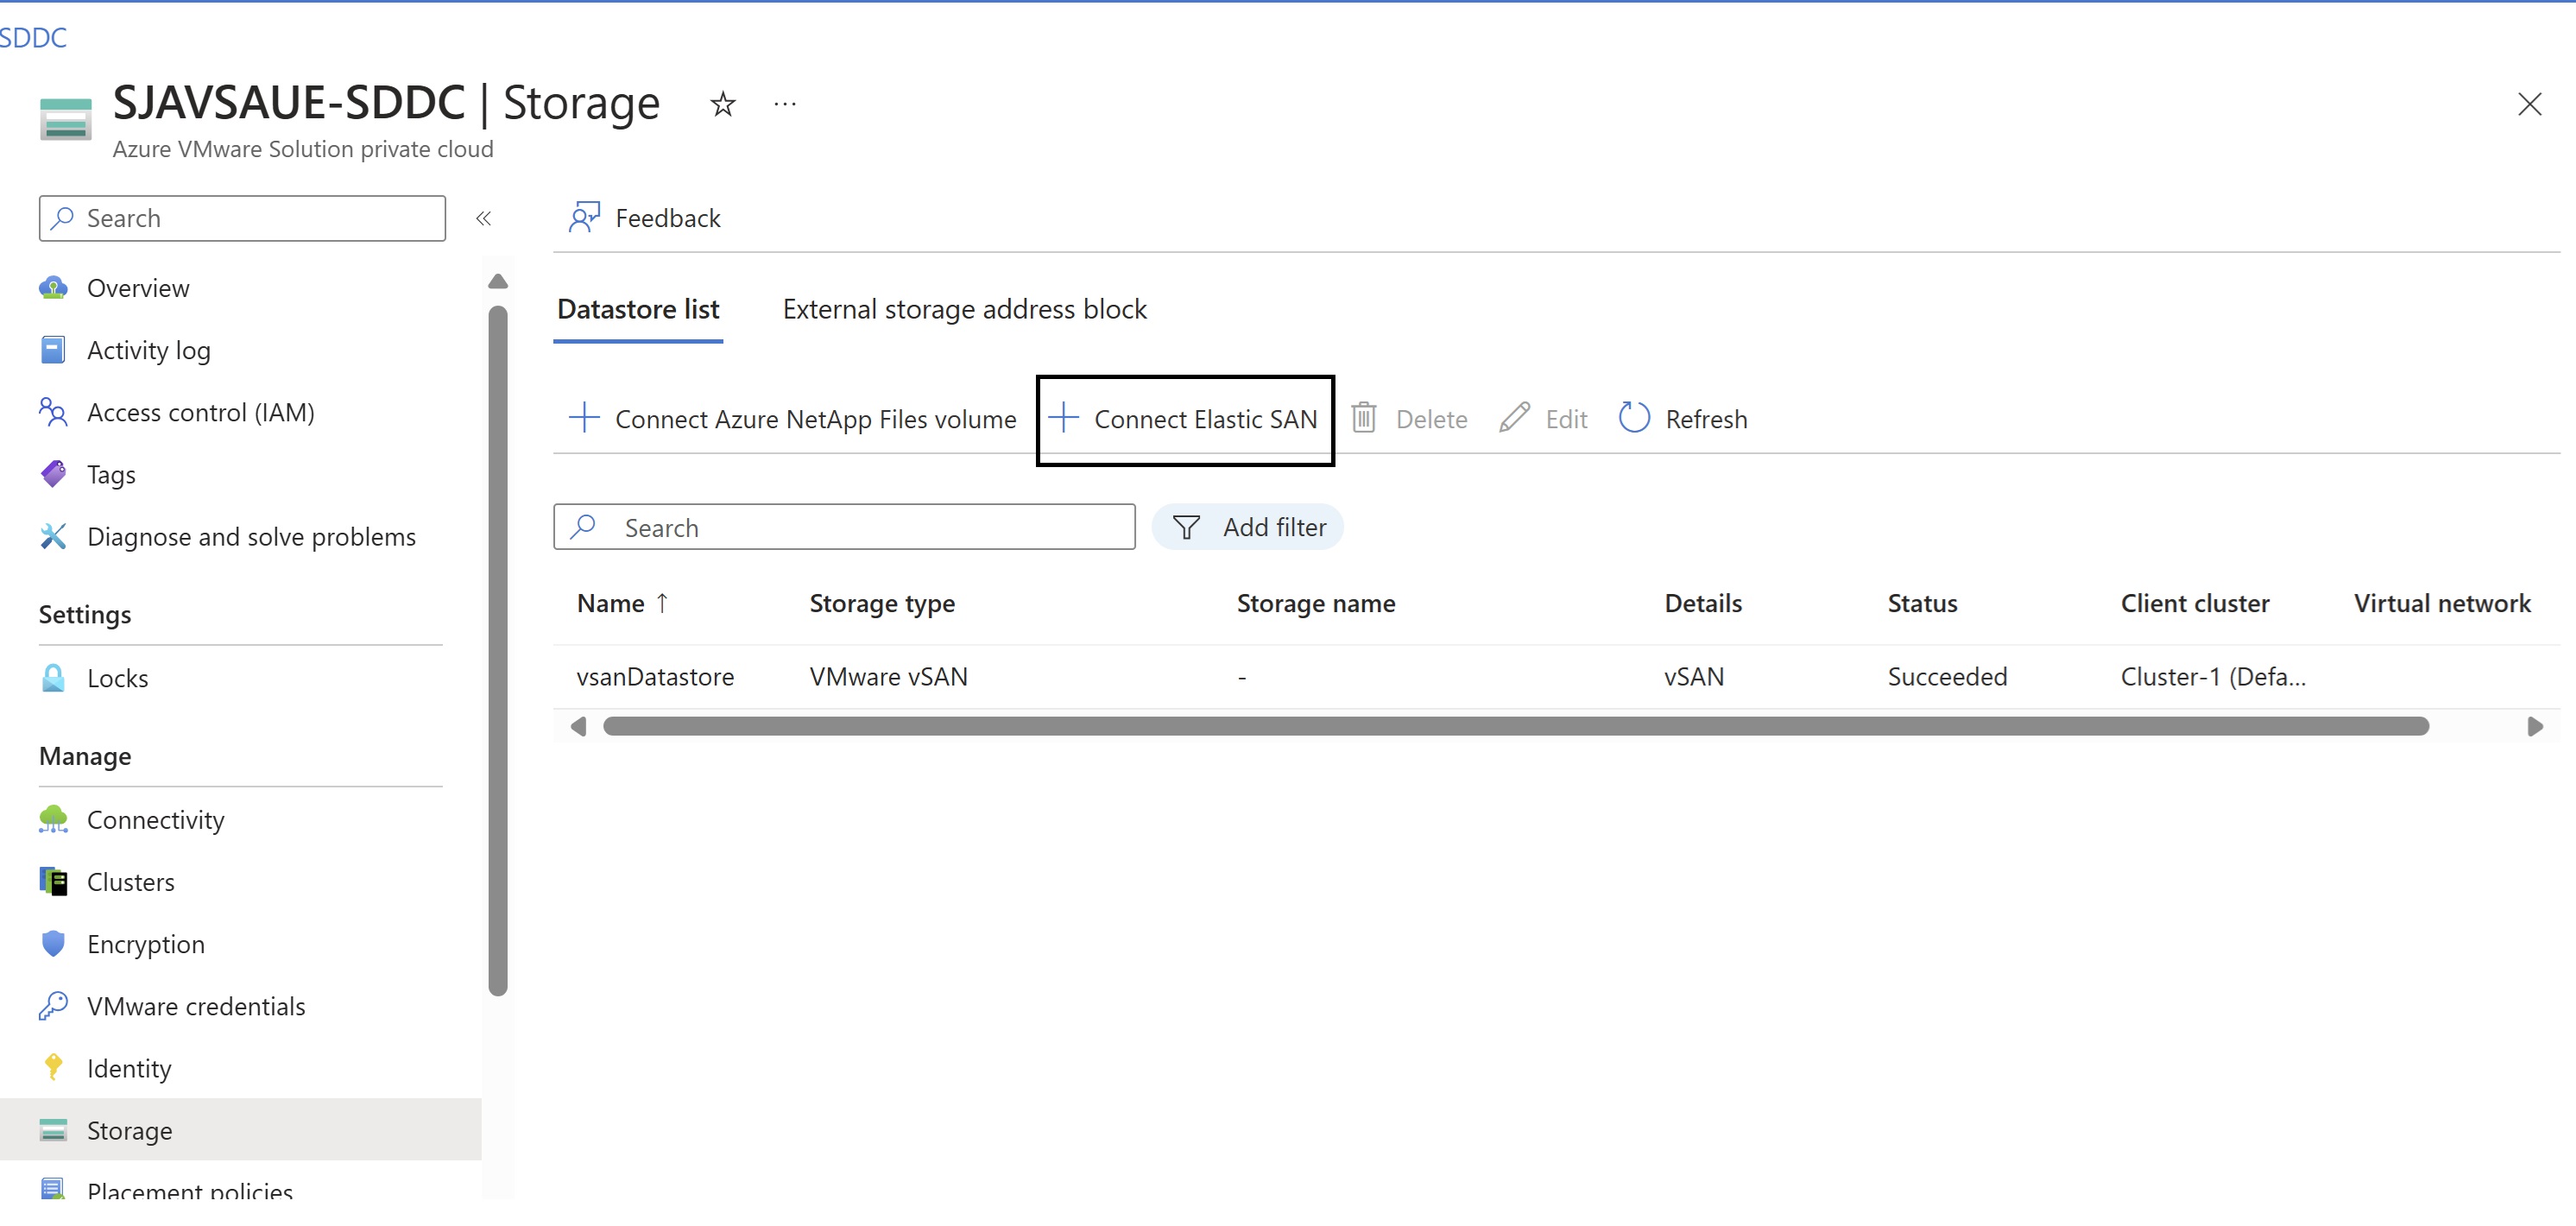 SDDC
SJAVSAUE-SDDC | Storage
Azure VMware Solution private cloud
Search
Overview
Activity log
Access control (IAM)
Tags
Diagnose and solve problems
Settings
Locks
Manage
Connectivity
Clusters
Encryption
VMware credentials
Identity
Storage
Placement policies
Feedback
Datastore list External storage address block
Connect Azure NetApp Files volume Connect Elastic SAN Delete Edit Refresh
Search Add filter
Name ↑ Storage type Storage name Details Status Client cluster Virtual network
vsanDatastore VMware vSAN - vSAN Succeeded Cluster-1 (Defa...